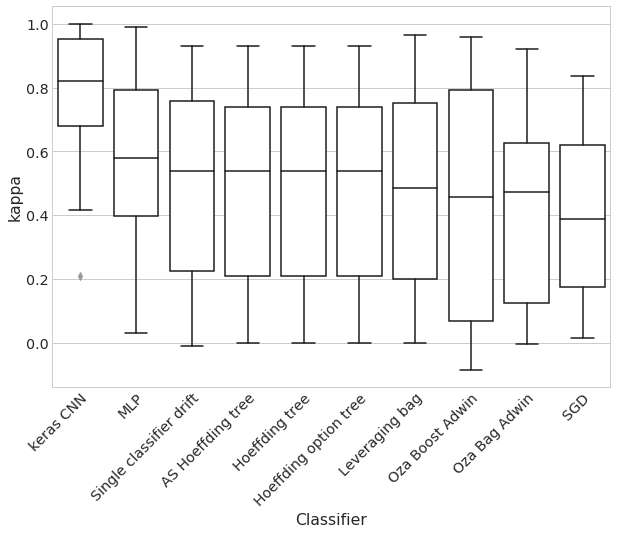 1.0
0.8
0.6
0.4
0.2
0.0
kappa
keras CNN
MLP
Single classifier drift
AS Hoeffding tree
Hoeffding tree
Hoeffding option tree
Leveraging bag
Oza Boost Adwin
Oza Bag Adwin
SGD
Classifier